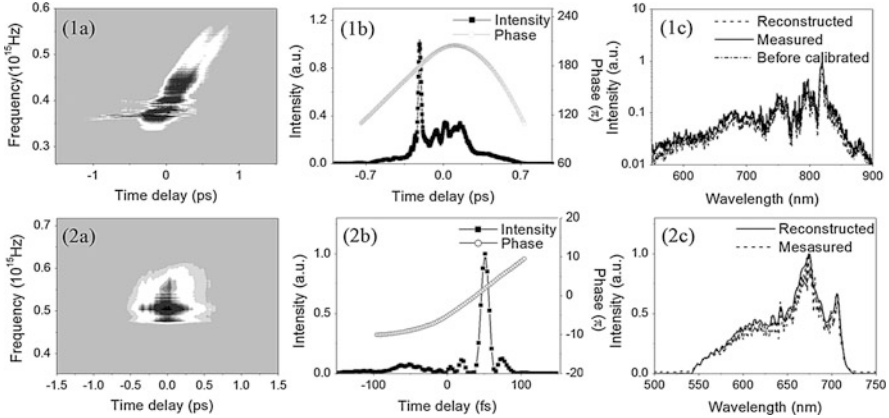 (1a)
Frequency(10¹⁵Hz)
0.6
0.5
0.4
0.3
-1
0
1
Time delay (ps)
(1b)
Intensity
Phase
Intensity (a.u.)
1.2
0.8
0.4
0.0
-0.7
0.0
0.7
Time delay (ps)
210
160
110
60
Phase (π)
(1c)
Reconstructed
Measured
Before calibrated
Intensity (a.u.)
1
0.1
0.01
600
700
800
900
Wavelength (nm)
(2a)
Frequency (10¹⁵Hz)
0.7
0.6
0.5
0.4
-1.5
-1.0
-0.5
0.0
0.5
1.0
1.5
Time delay (ps)
(2b)
Intensity
Phase
Intensity (a.u.)
1.0
0.5
0.0
-100
0
100
Time delay (fs)
20
10
0
-10
-20
Phase (π)
(2c)
Reconstructed
Mesasured
Intensity (a.u.)
1.0
0.5
0.0
500
550
600
650
700
750
Wavelength (nm)